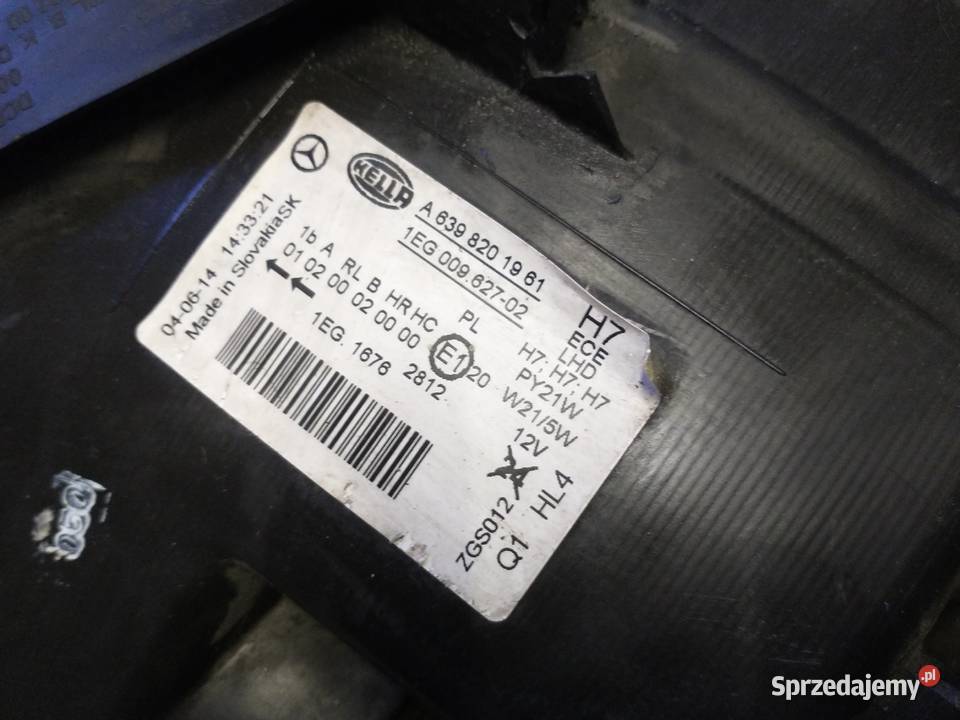 HELLA
A 639 820 19 61
1EG 009.627-02
04-06-14 14:33:21
Made in SlovakiaSK
1b A RL B HR HC PL
01 02 00 02 00 00 E1 20
1EG. 1676 2812
H7
ECE
LHD
H7; H7; H7
PY21W
W21/5W
12V
ZGS012
Q1 HL4
Sprzedajemy.pl